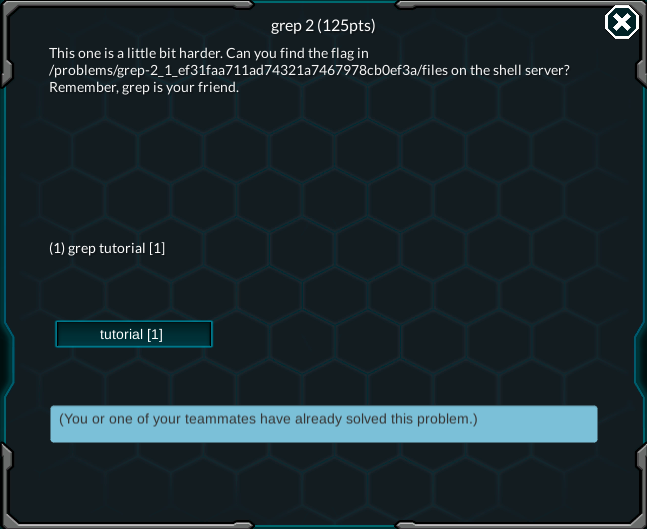 grep 2 (125pts)
This one is a little bit harder. Can you find the flag in
/problems/grep-2_1_ef31faa711ad74321a7467978cb0ef3a/files on the shell server?
Remember, grep is your friend.
(1) grep tutorial [1]
tutorial [1]
(You or one of your teammates have already solved this problem.)